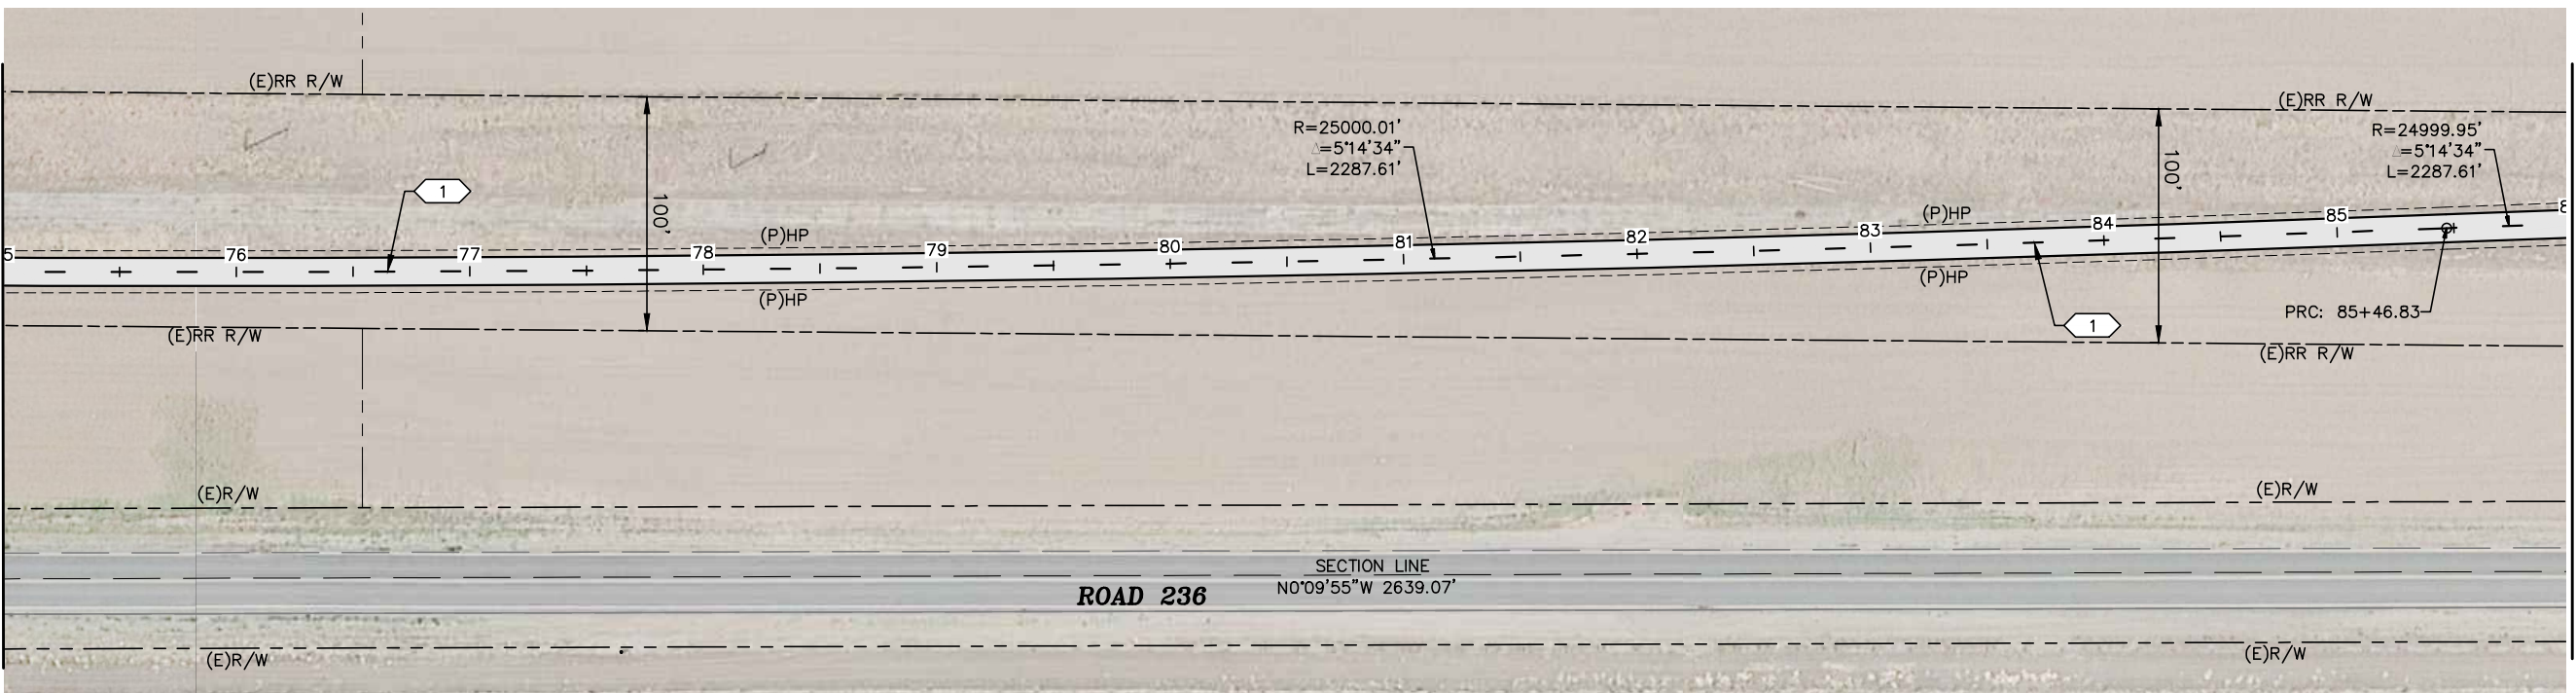 (E)RR R/W
(E)RR R/W
R=25000.01'
Δ=5°14'34"
L=2287.61'
R=24999.95'
Δ=5°14'34"
L=2287.61'
1
100'
100'
(P)HP
(P)HP
5
76
77
78
79
80
81
82
83
84
85
(P)HP
(P)HP
PRC: 85+46.83
1
(E)RR R/W
(E)RR R/W
(E)R/W
(E)R/W
SECTION LINE
N0°09'55"W 2639.07'
ROAD 236
(E)R/W
(E)R/W